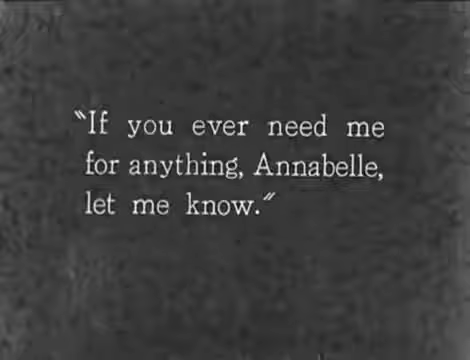 "If you ever need me
for anything, Annabelle,
let me know."